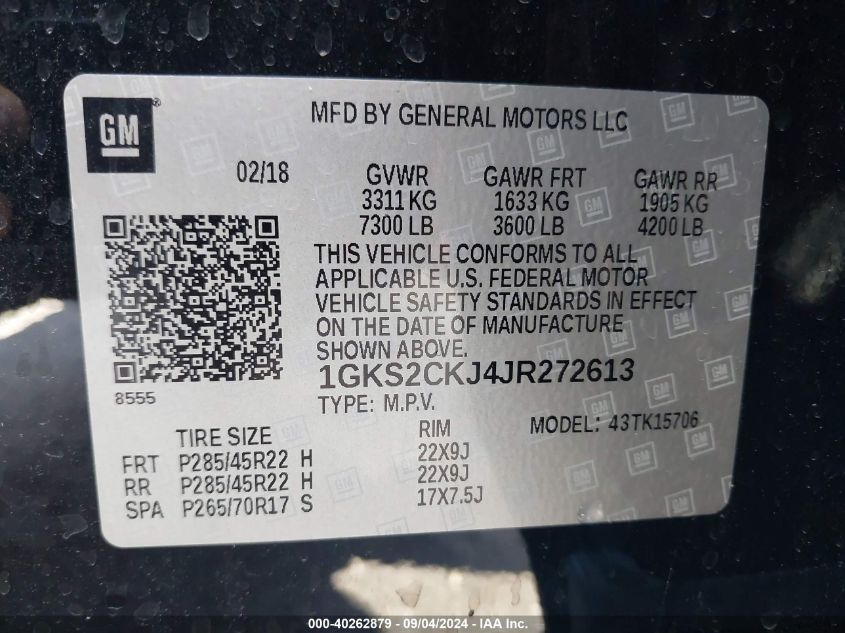 GM®
MFD BY GENERAL MOTORS LLC
02/18
GVWR GAWR FRT GAWR RR
3311 KG 1633 KG 1905 KG
7300 LB 3600 LB 4200 LB
THIS VEHICLE CONFORMS TO ALL
APPLICABLE U.S. FEDERAL MOTOR
VEHICLE SAFETY STANDARDS IN EFFECT
ON THE DATE OF MANUFACTURE
SHOWN ABOVE.
1GKS2CKJ4JR272613
8555
TYPE: M.P.V.
MODEL: 43TK15706
TIRE SIZE RIM
FRT P285/45R22 H 22X9J
RR P285/45R22 H 22X9J
SPA P265/70R17 S 17X7.5J
000-40262879 - 09/04/2024 - IAA Inc.